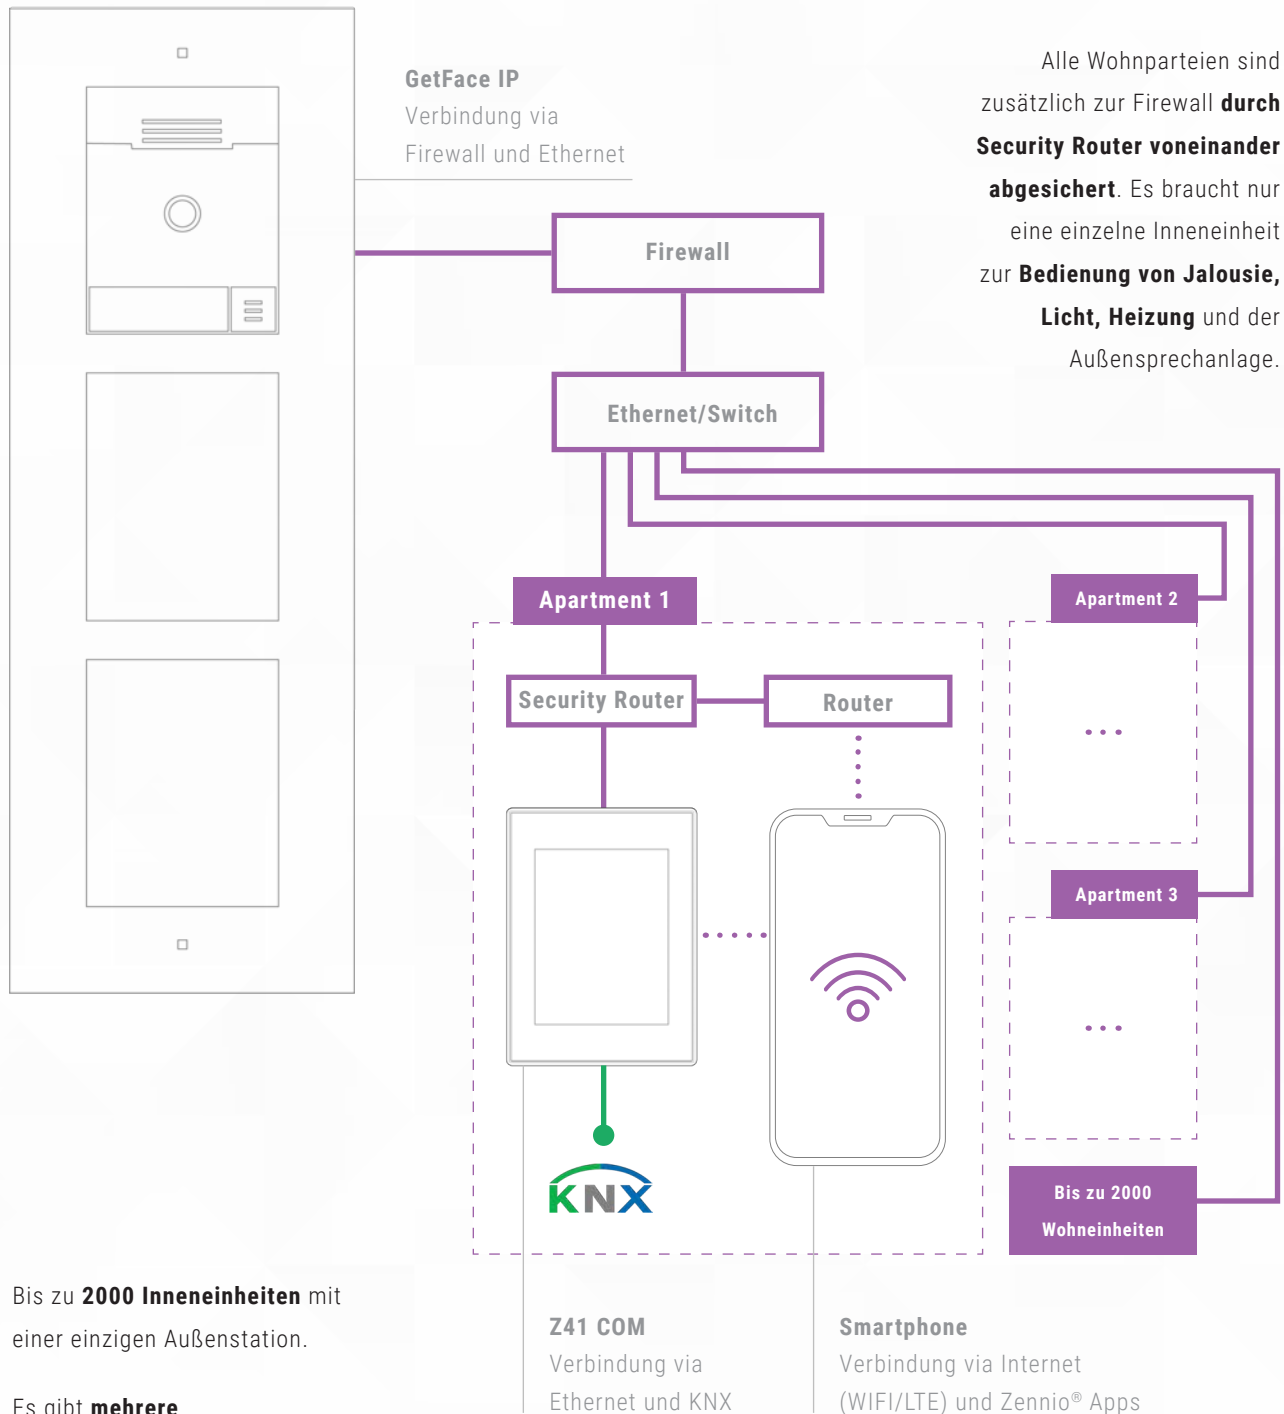 GetFace IP
Verbindung via
Firewall und Ethernet
Alle Wohnparteien sind
zusätzlich zur Firewall durch
Security Router voneinander
abgesichert. Es braucht nur
eine einzelne Inneneinheit
zur Bedienung von Jalousie,
Licht, Heizung und der
Außensprechanlage.
Firewall
Ethernet/Switch
Apartment 1
Apartment 2
Security Router
Router
...
Apartment 3
...
KNX
Bis zu 2000
Wohneinheiten
Bis zu 2000 Inneneinheiten mit
einer einzigen Außenstation.
Es gibt mehrere
Z41 COM
Verbindung via
Ethernet und KNX
Smartphone
Verbindung via Internet
(WIFI/LTE) und Zennio® Apps